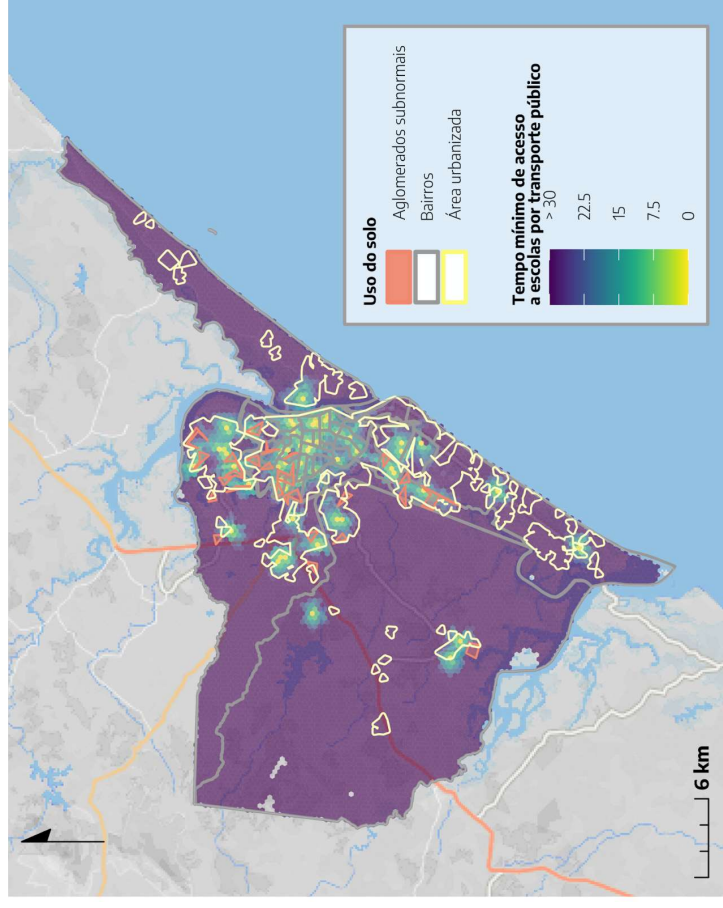 Uso do solo
Aglomerados subnormais
Bairros
Área urbanizada
Tempo mínimo de acesso
a escolas por transporte público
> 30
22.5
15
7.5
0
6 km